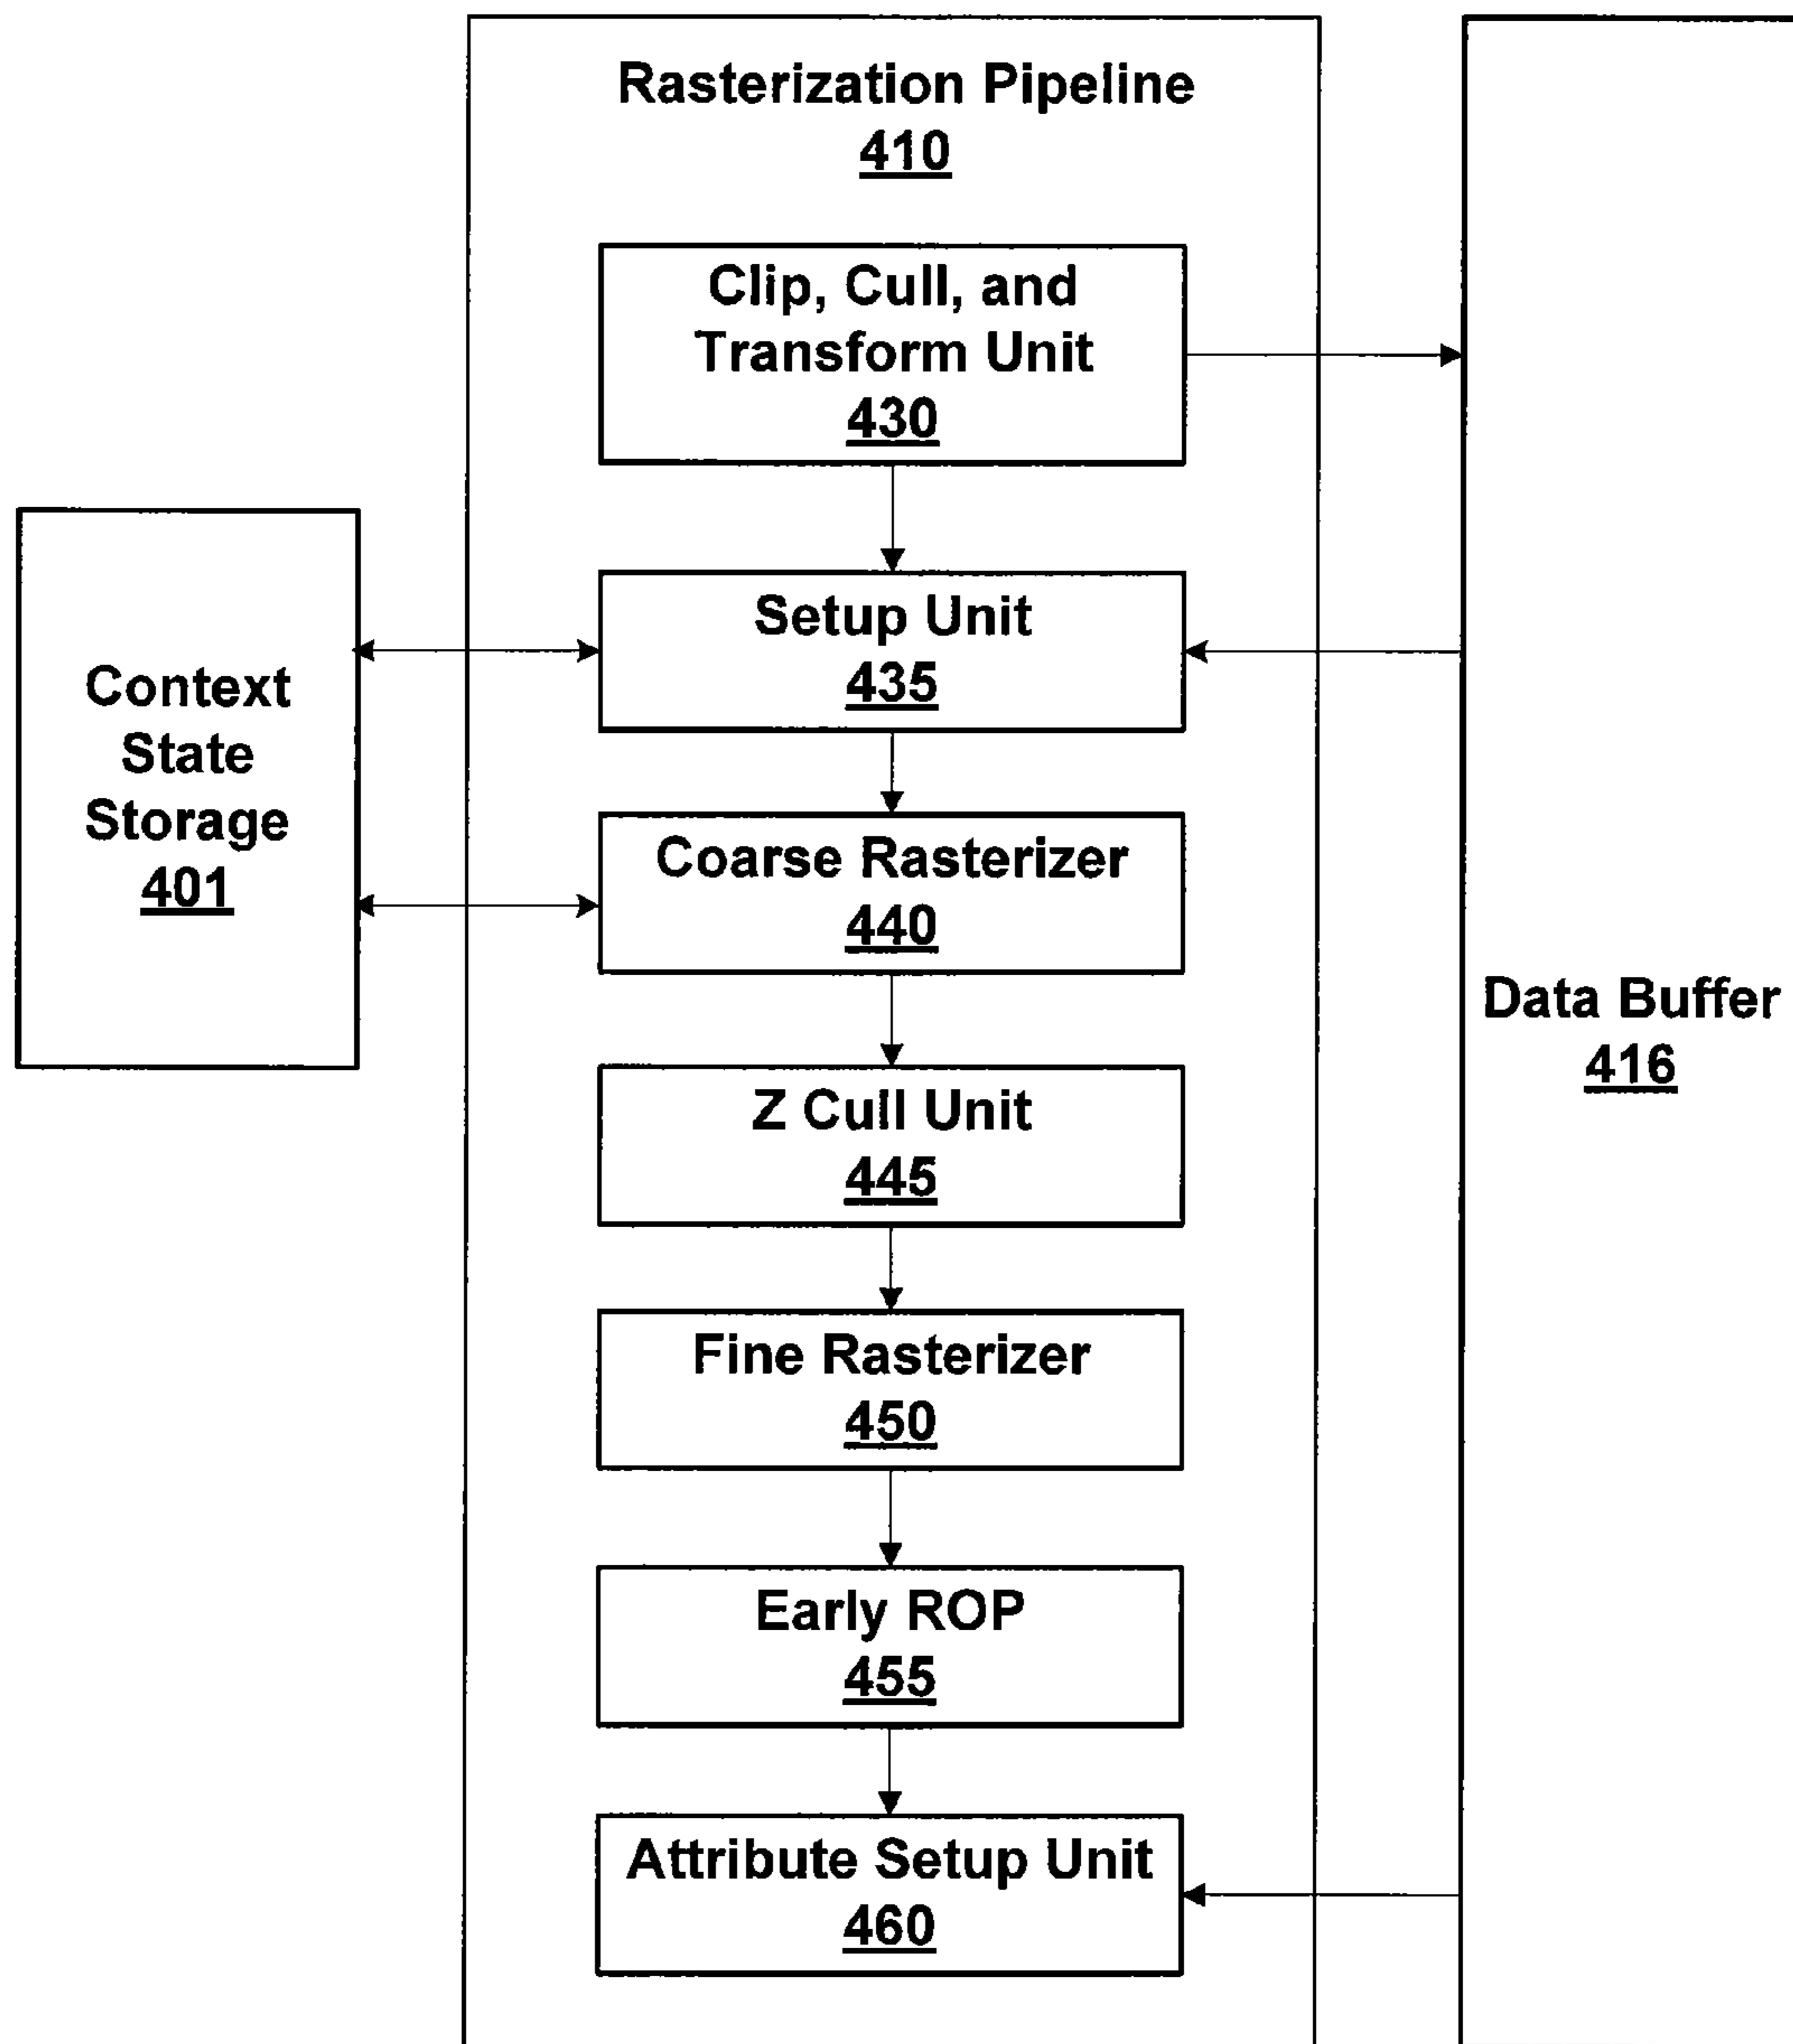 Rasterization Pipeline
410
Clip, Cull, and
Transform Unit
430
Setup Unit
435
Context
State
Storage
401
Coarse Rasterizer
440
Data Buffer
416
Z Cull Unit
445
Fine Rasterizer
450
Early ROP
455
Attribute Setup Unit
460